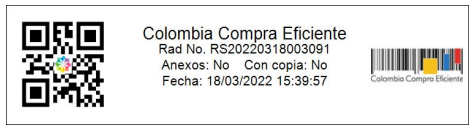 Colombia Compra Eficiente
Rad No. RS20220318003091
Anexos: No Con copia: No
Fecha: 18/03/2022 15:39:57
Colombia Compra Eficiente